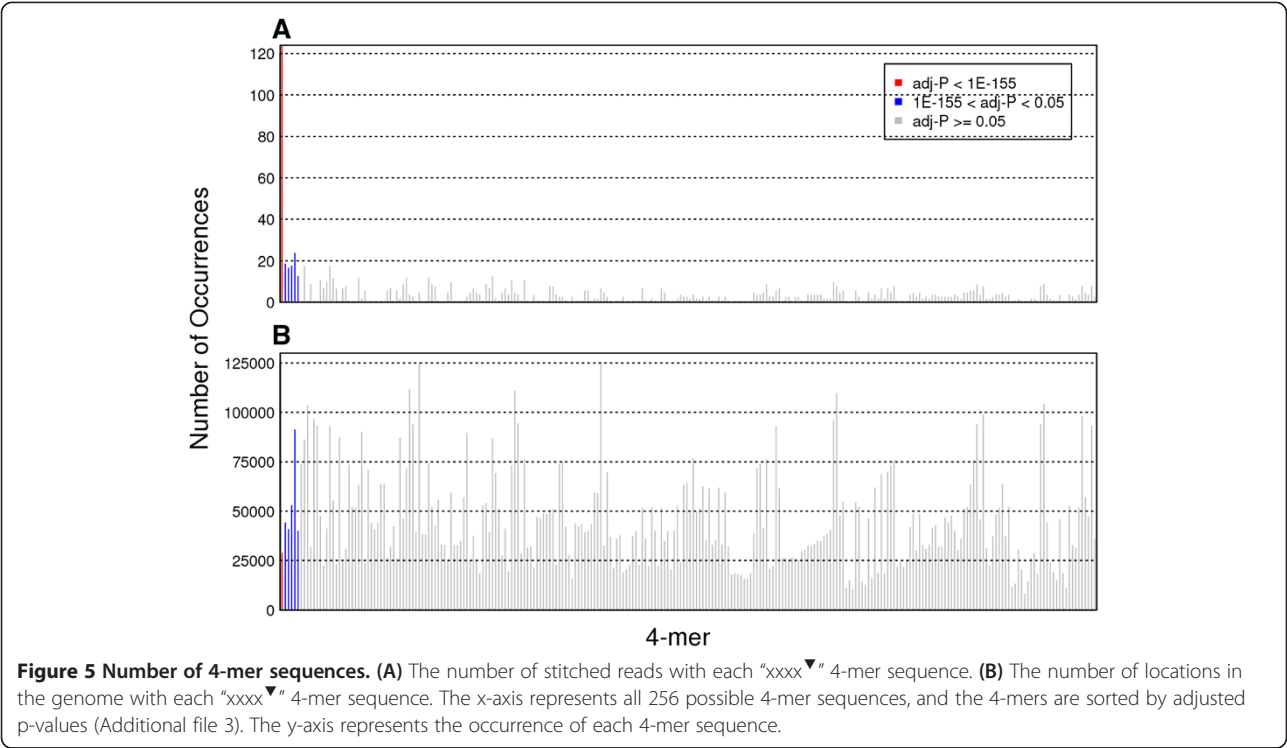 A
120
100
80
60
40
20
0
adj-P < 1E-155
1E-155 < adj-P < 0.05
adj-P >= 0.05
Number of Occurrences
B
125000
100000
75000
50000
25000
0
4-mer
Figure 5 Number of 4-mer sequences. (A) The number of stitched reads with each “xxxx▼” 4-mer sequence. (B) The number of locations in
the genome with each “xxxx▼” 4-mer sequence. The x-axis represents all 256 possible 4-mer sequences, and the 4-mers are sorted by adjusted
p-values (Additional file 3). The y-axis represents the occurrence of each 4-mer sequence.